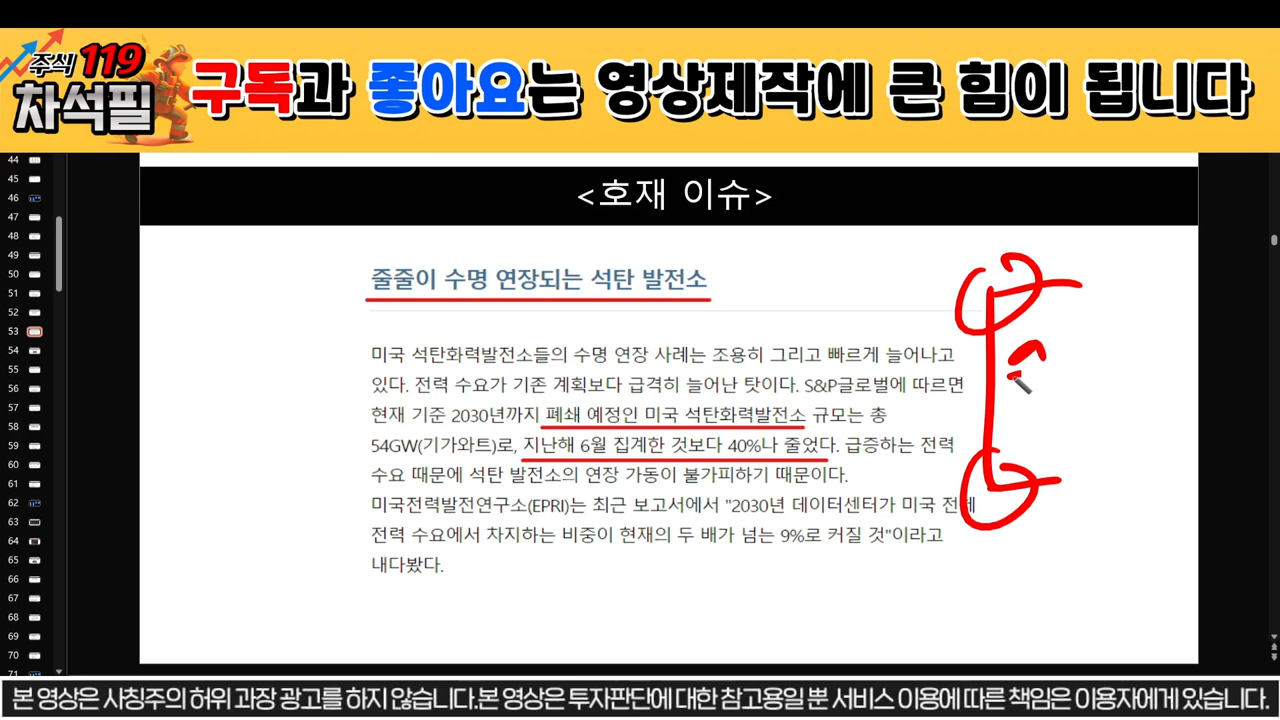 주식 119
차석필
구독과 좋아요는 영상제작에 큰 힘이 됩니다
44
45
46
47
48
49
50
51
52
53
54
55
56
57
58
59
60
61
62
63
64
65
66
67
68
69
70
71
<호재 이슈>
줄줄이 수명 연장되는 석탄 발전소
미국 석탄화력발전소들의 수명 연장 사례는 조용히 그리고 빠르게 늘어나고
있다. 전력 수요가 기존 계획보다 급격히 늘어난 탓이다. S&P글로벌에 따르면
현재 기준 2030년까지 폐쇄 예정인 미국 석탄화력발전소 규모는 총
54GW(기가와트)로, 지난해 6월 집계한 것보다 40%나 줄었다. 급증하는 전력
수요 때문에 석탄 발전소의 연장 가동이 불가피하기 때문이다.
미국전력발전연구소(EPRI)는 최근 보고서에서 "2030년 데이터센터가 미국 전체
전력 수요에서 차지하는 비중이 현재의 두 배가 넘는 9%로 커질 것"이라고
내다봤다.
본 영상은 사칭주의 허위 과장 광고를 하지 않습니다.본 영상은 투자판단에 대한 참고용일 뿐 서비스 이용에 따른 책임은 이용자에게 있습니다.